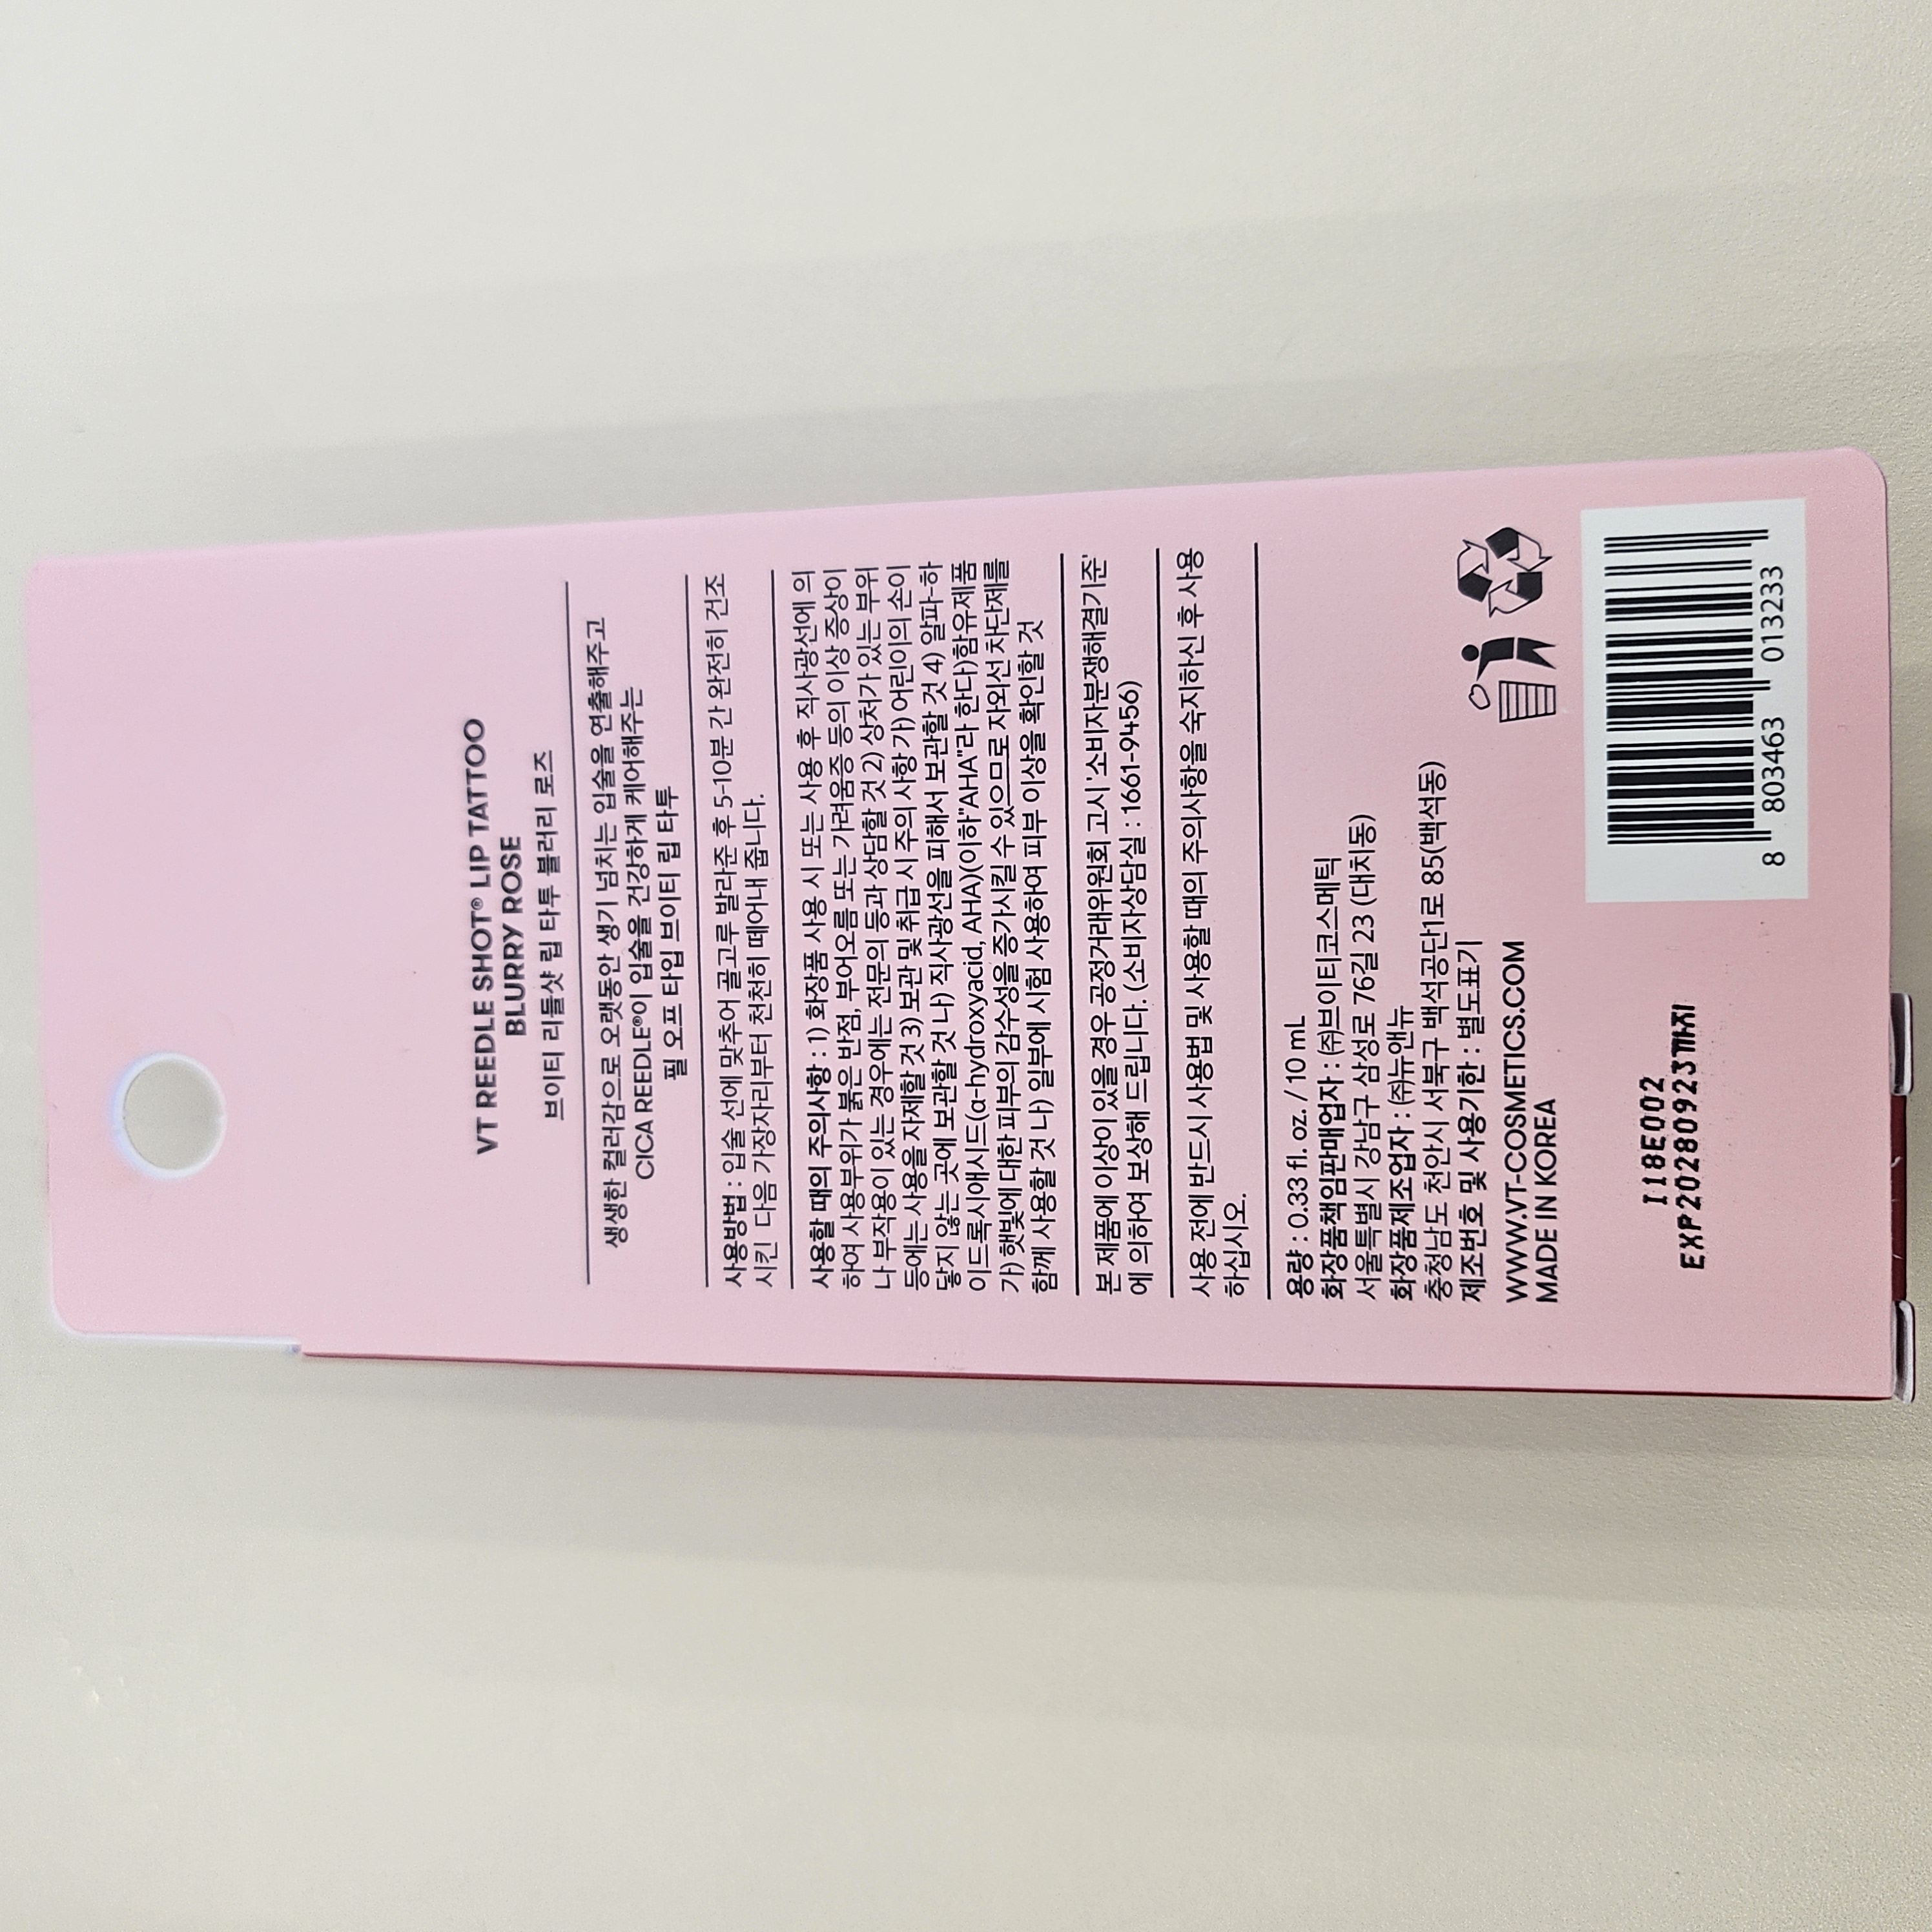 VT REEDLE SHOT® LIP TATTOO
BLURRY ROSE
브이티 리들샷 립 타투 블러리 로즈
생생한 컬러감으로 오랫동안 생기 넘치는 입술을 연출해주고
CICA REEDLE®이 입술을 건강하게 케어해주는
필 오프 타입 브이티 립 타투
사용방법 : 입술 선에 맞추어 골고루 발라준 후 5-10분 간 완전히 건조
시킨 다음 가장자리부터 천천히 떼어내 줍니다.
사용할 때의 주의사항 : 1) 화장품 사용 시 또는 사용 후 직사광선에 의
하여 사용부위가 붉은 반점, 부어오름 또는 가려움증 등의 이상 증상이
나 부작용이 있는 경우에는 전문의 등과 상담할 것 2) 상처가 있는 부위
등에는 사용을 자제할 것 3) 보관 및 취급 시 주의 사항 가) 어린이의 손이
닿지 않는 곳에 보관할 것 나) 직사광선을 피해서 보관할 것 4) 알파-하
이드록시애시드(α-hydroxyacid, AHA)(이하"AHA"라 한다)함유제품
가) 햇빛에 대한 피부의 감수성을 증가시킬 수 있으므로 자외선 차단제를
함께 사용할 것 나) 일부에 시험 사용하여 피부 이상을 확인할 것
본 제품에 이상이 있을 경우 공정거래위원회 고시 '소비자분쟁해결기준'
에 의하여 보상해 드립니다. (소비자상담실 : 1661-9456)
사용 전에 반드시 사용법 및 사용할 때의 주의사항을 숙지하신 후 사용
하십시오.
용량 : 0.33 fl. oz. / 10 mL
화장품책임판매업자 : ㈜브이티코스메틱
서울특별시 강남구 삼성로 76길 23 (대치동)
화장품제조업자 : ㈜뉴앤뉴
충청남도 천안시 서북구 백석공단1로 85(백석동)
제조번호 및 사용기한 : 별도표기
WWW.VT-COSMETICS.COM
MADE IN KOREA
I18E002
EXP20280923까지
8 803463 013233